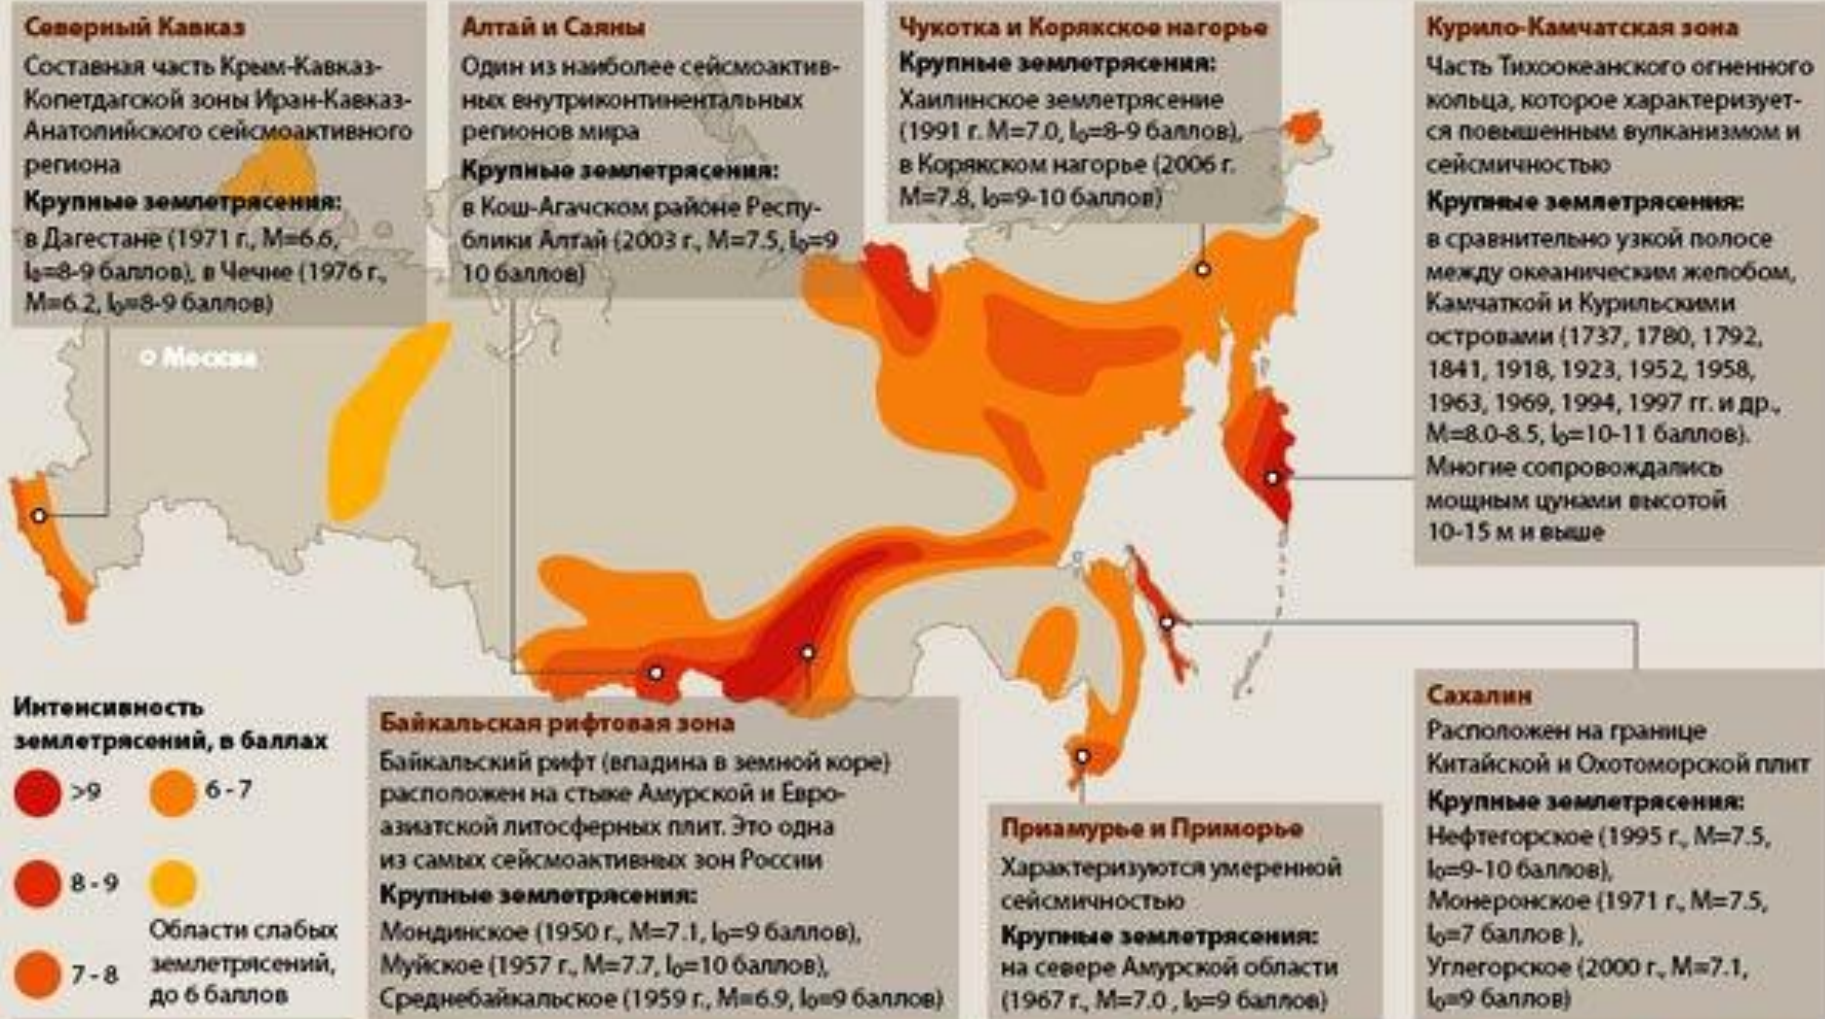 Северный Кавказ
Составная часть Крым-Кавказ-
Копетдагской зоны Иран-Кавказ-
Анатолийского сейсмоактивного
региона
Крупные землетрясения:
в Дагестане (1971 г., М=6.6,
I₀=8-9 баллов), в Чечне (1976 г.,
М=6.2, I₀=8-9 баллов)
Алтай и Саяны
Один из наиболее сейсмоактив-
ных внутриконтинентальных
регионов мира
Крупные землетрясения:
в Кош-Агачском районе Респу-
блики Алтай (2003 г., М=7.5, I₀=9
10 баллов)
Чукотка и Корякское нагорье
Крупные землетрясения:
Хаилинское землетрясение
(1991 г. М=7.0, I₀=8-9 баллов),
в Корякском нагорье (2006 г.
М=7.8, I₀=9-10 баллов)
Курило-Камчатская зона
Часть Тихоокеанского огненного
кольца, которое характеризует-
ся повышенным вулканизмом и
сейсмичностью
Крупные землетрясения:
в сравнительно узкой полосе
между океаническим желобом,
Камчаткой и Курильскими
островами (1737, 1780, 1792,
1841, 1918, 1923, 1952, 1958,
1963, 1969, 1994, 1997 гг. и др.,
М=8.0-8.5, I₀=10-11 баллов).
Многие сопровождались
мощным цунами высотой
10-15 м и выше
Москва
Интенсивность
землетрясений, в баллах
>9
6 - 7
8 - 9
7 - 8
Области слабых
землетрясений,
до 6 баллов
Байкальская рифтовая зона
Байкальский рифт (впадина в земной коре)
расположен на стыке Амурской и Евро-
азиатской литосферных плит. Это одна
из самых сейсмоактивных зон России
Крупные землетрясения:
Мондинское (1950 г., М=7.1, I₀=9 баллов),
Муйское (1957 г., М=7.7, I₀=10 баллов),
Среднебайкальское (1959 г., М=6.9, I₀=9 баллов)
Приамурье и Приморье
Характеризуются умеренной
сейсмичностью
Крупные землетрясения:
на севере Амурской области
(1967 г., М=7.0 , I₀=9 баллов)
Сахалин
Расположен на границе
Китайской и Охотоморской плит
Крупные землетрясения:
Нефтегорское (1995 г., М=7.5,
I₀=9-10 баллов),
Монеронское (1971 г., М=7.5,
I₀=7 баллов ),
Углегорское (2000 г., М=7.1,
I₀=9 баллов)